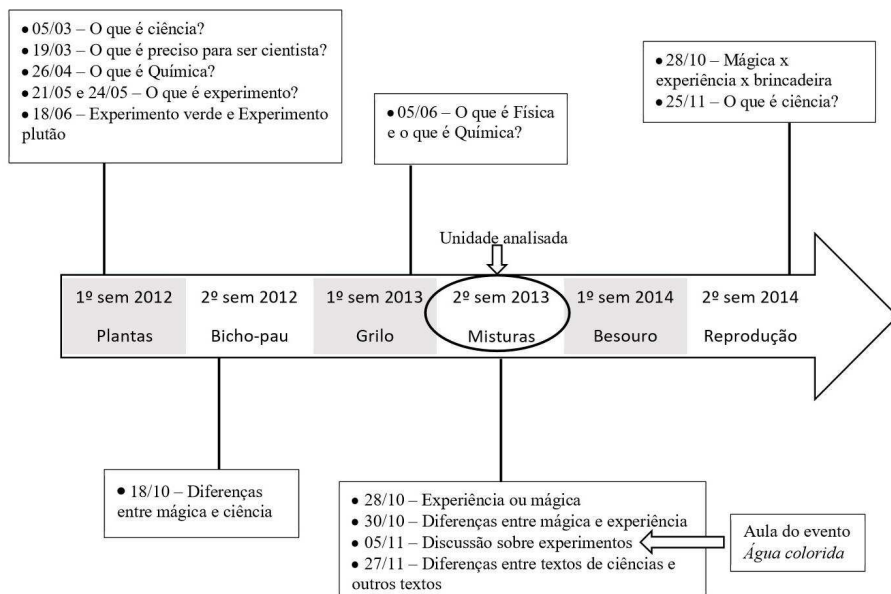 ● 05/03 – O que é ciência?
● 19/03 – O que é preciso para ser cientista?
● 26/04 – O que é Química?
● 21/05 e 24/05 – O que é experimento?
● 18/06 – Experimento verde e Experimento
plutão
● 05/06 – O que é Física
e o que é Química?
● 28/10 – Mágica x
experiência x brincadeira
● 25/11 – O que é ciência?
Unidade analisada
1º sem 2012
Plantas
2º sem 2012
Bicho-pau
1º sem 2013
Grilo
2º sem 2013
Misturas
1º sem 2014
Besouro
2º sem 2014
Reprodução
● 18/10 – Diferenças
entre mágica e ciência
● 28/10 – Experiência ou mágica
● 30/10 – Diferenças entre mágica e experiência
● 05/11 – Discussão sobre experimentos
● 27/11 – Diferenças entre textos de ciências e
outros textos
Aula do evento
Água colorida